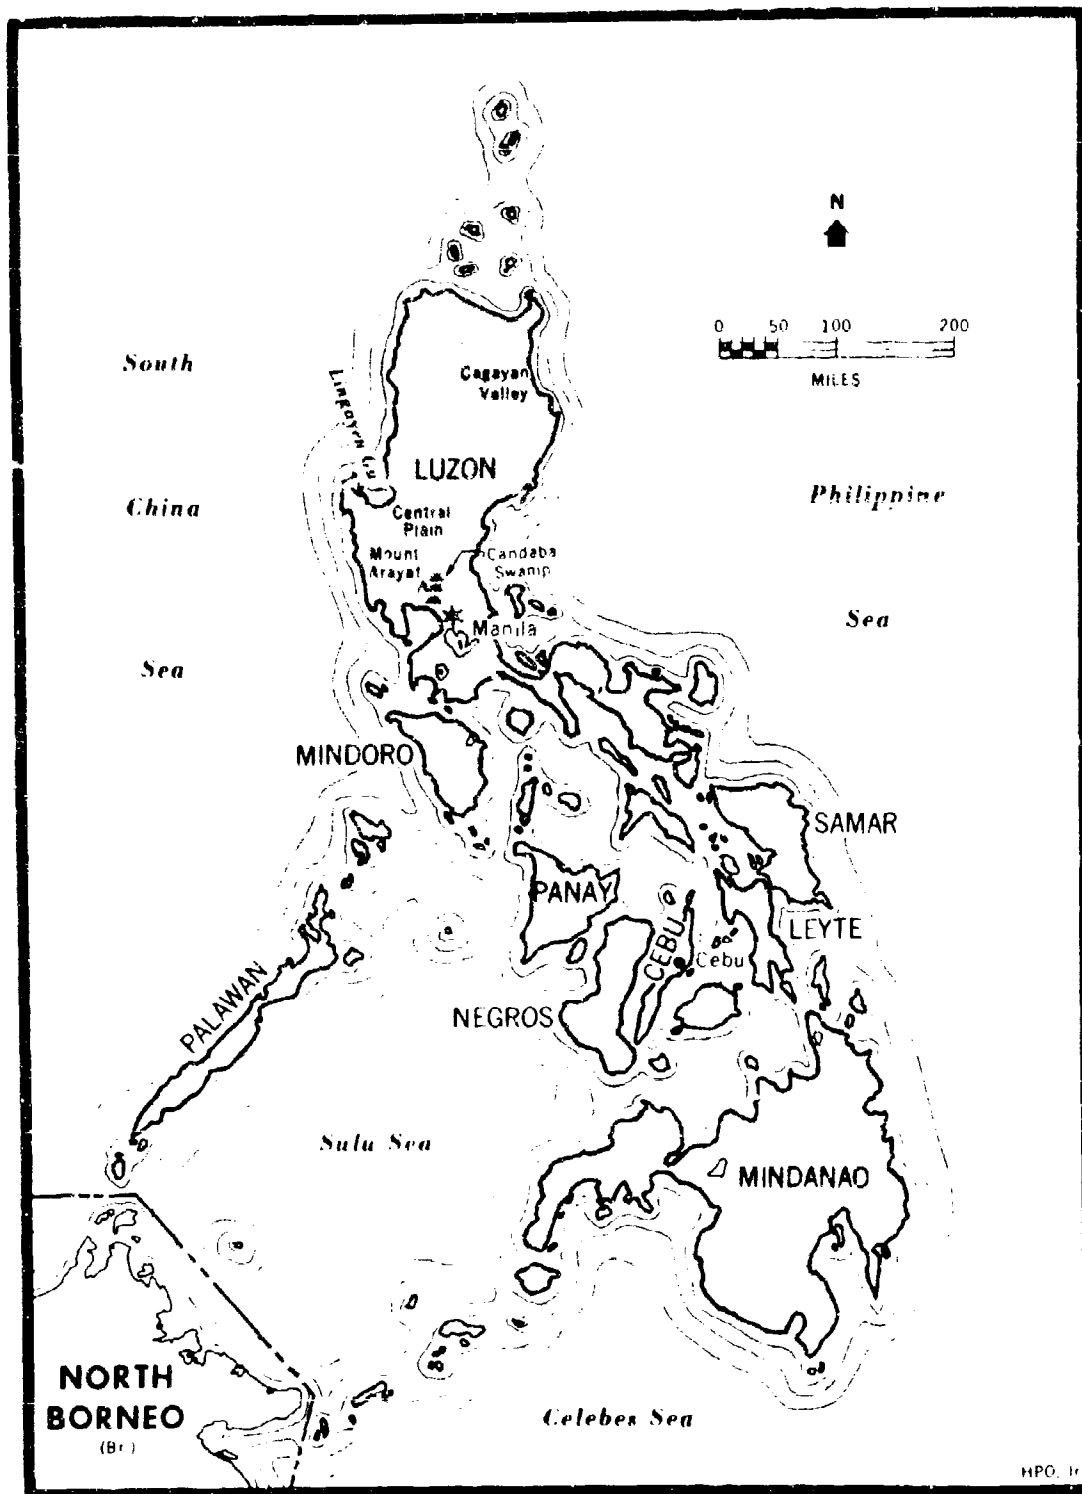 N
0 50 100 200
MILES
South
China
Sea
Cagayan
Valley
Lingayen
LUZON
Philippine
Sea
Central
Plain
Mount
Arayat
Candaba
Swamp
Manila
MINDORO
SAMAR
PANAY
CEBU
Cebu
LEYTE
PALAWAN
NEGROS
Sulu Sea
MINDANAO
NORTH
BORNEO
(Br.)
Celebes Sea
HPO,